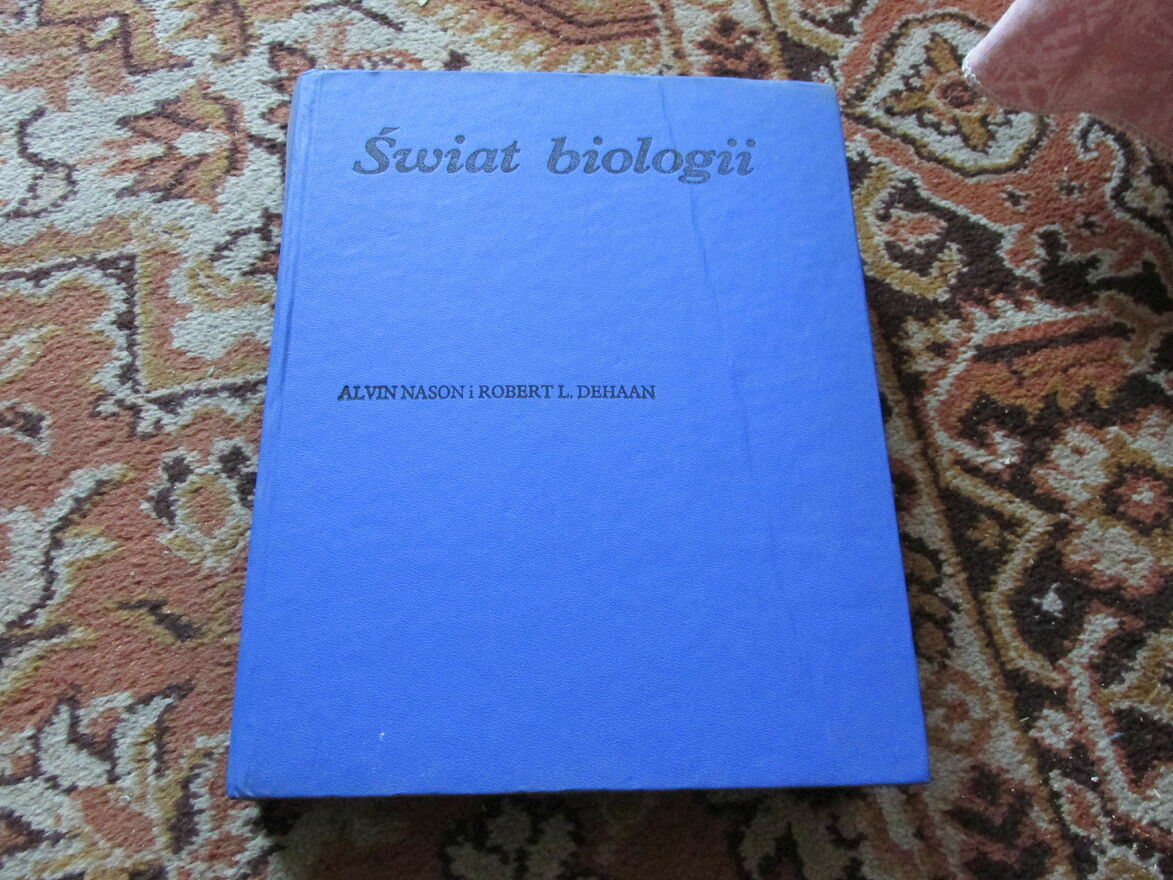 Świat biologii
ALVIN NASON i ROBERT L. DEHAAN